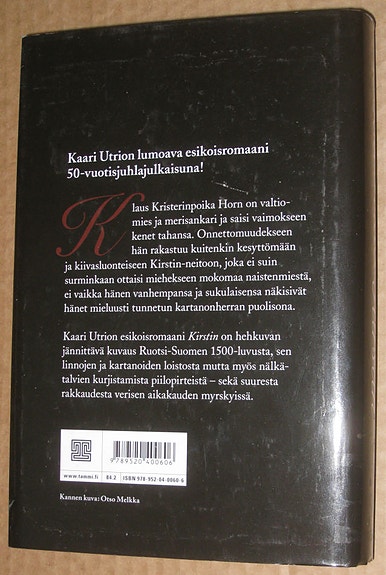 Kaari Utrion lumoava esikoisromaani
50-vuotisjuhlajulkaisuna!
Klaus Kristerinpoika Horn on valtio-
mies ja merisankari ja saisi vaimokseen
kenet tahansa. Onnettomuudekseen
hän rakastuu kuitenkin kesyttömään
ja kiivasluonteiseen Kirstin-neitoon, joka ei suin
surminkaan ottaisi miehekseen mokomaa naistenmiestä,
ei vaikka hänen vanhempansa ja sukulaisensa näkisivät
hänet mieluusti tunnetun kartanonherran puolisona.
Kaari Utrion esikoisromaani Kirstin on hehkuvan
jännittävä kuvaus Ruotsi-Suomen 1500-luvusta, sen
linnojen ja kartanoiden loistosta mutta myös nälkä-
talvien kurjistamista piilopirteistä – sekä suuresta
rakkaudesta verisen aikakauden myrskyissä.
9789520400606
www.tammi.fi 84.2 ISBN 978-952-04-0060-6
Kannen kuva: Otso Melkka